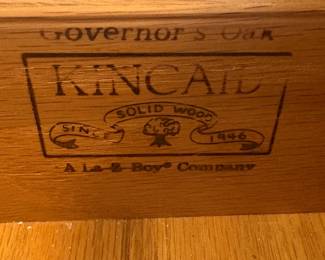 Governor's Oak
KINCAID
SOLID WOOD
SINCE 1946
A La-Z-Boy® Company